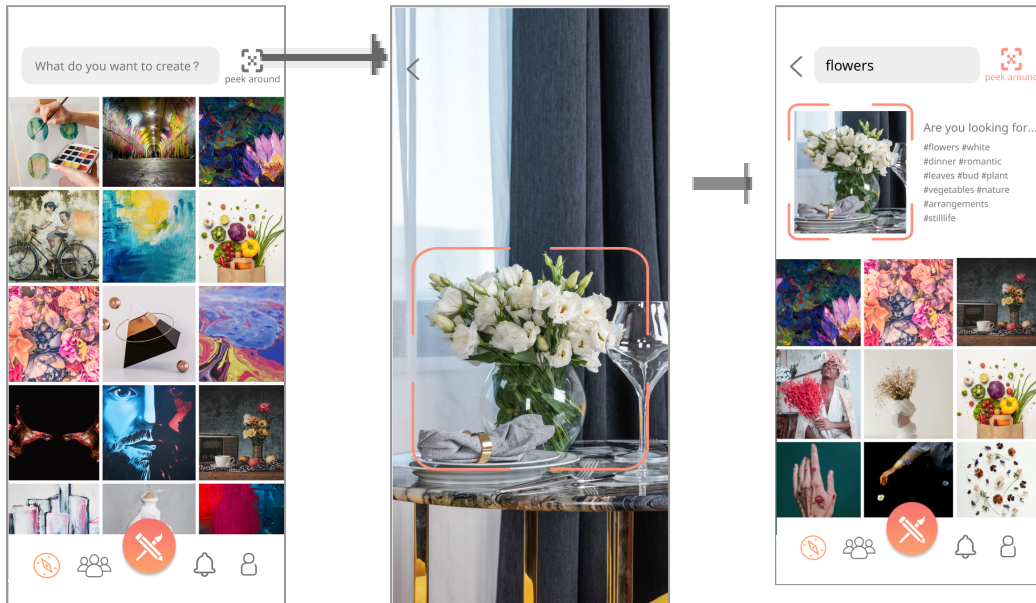 What do you want to create?
peek around
flowers
peek around
Are you looking for...
#flowers #white
#dinner #romantic
#leaves #bud #plant
#vegetables #nature
#arrangements
#stilllife